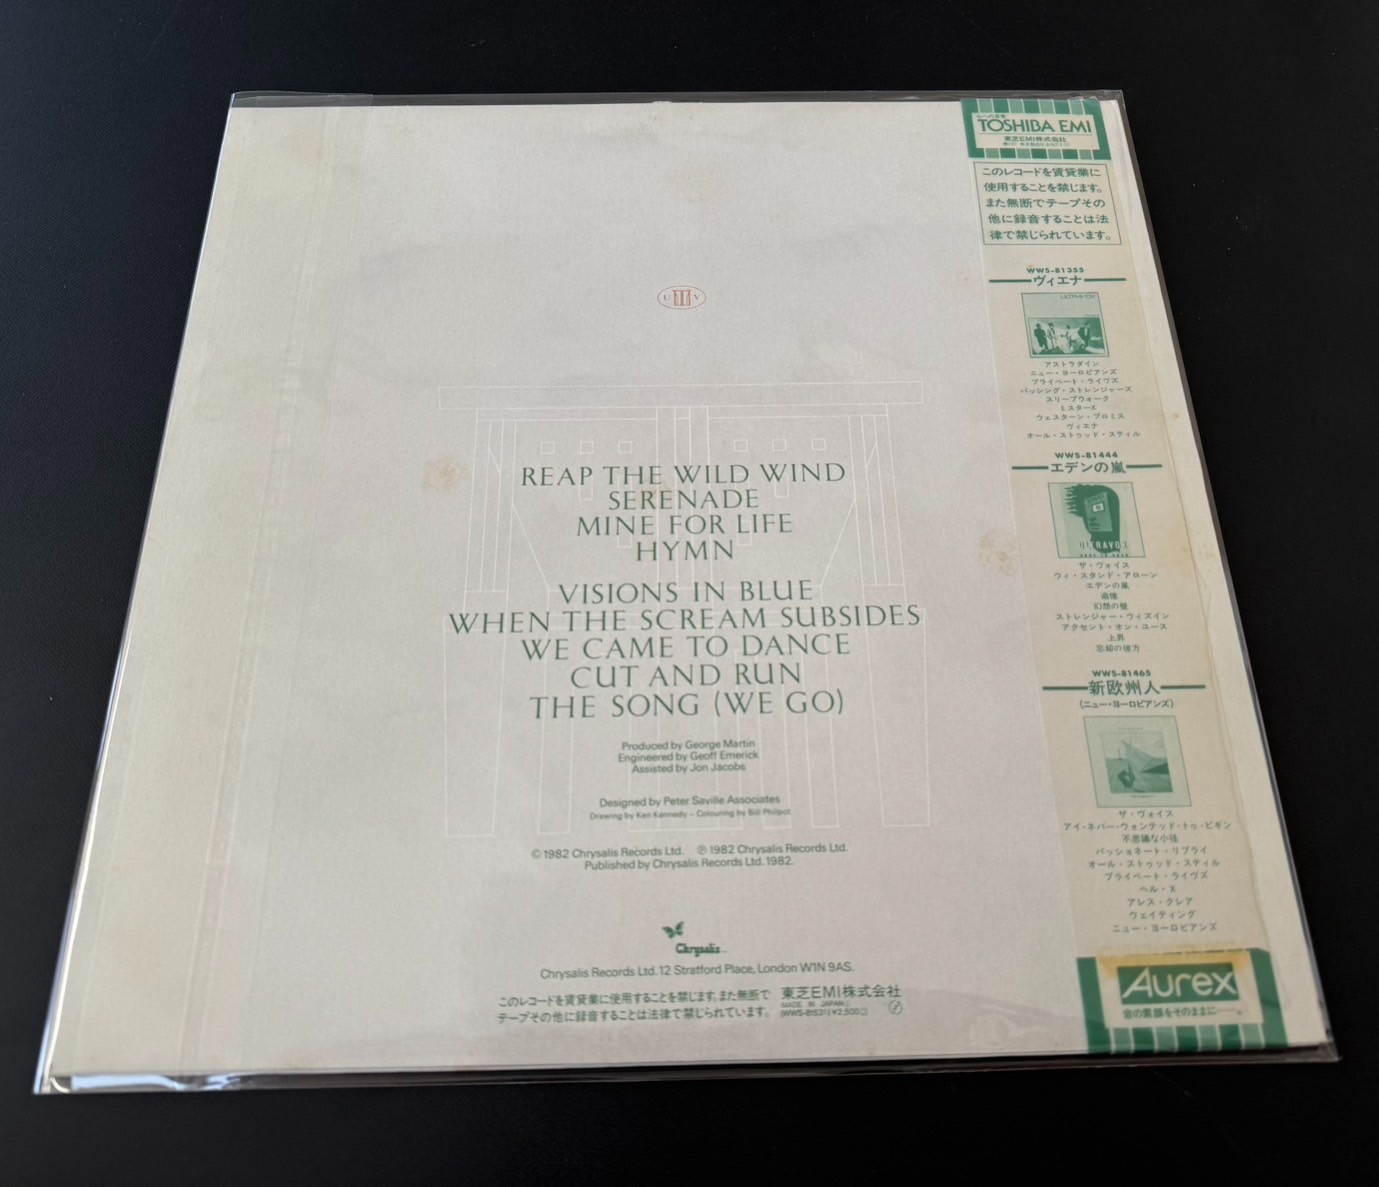 TOSHIBA EMI
東芝EMI株式会社
このレコードを賃貸業に
使用することを禁じます。
また無断でテープその
他に録音することは法
律で禁じられています。
WWS-81355
ヴィエナ
ULTRAVOX
アストラダイン
ニュー・ヨーロピアンズ
プライベート・ライヴズ
パッシング・ストレンジャーズ
スリープウォーク
ミスターX
ウェスターン・プロミス
ヴィエナ
オール・ストゥッド・スティル
WWS-81444
エデンの嵐
ULTRAVOX
ザ・ヴォイス
ウィ・スタンド・アローン
エデンの嵐
追憶
幻想の壁
ストレンジャー・ウィズイン
アクセント・オン・ユース
上昇
忘却の彼方
WWS-81465
新欧州人
(ニュー・ヨーロピアンズ)
ザ・ヴォイス
アイ・ネバー・ウォンテッド・トゥ・ビギン
不思議な小径
パッショネート・リプライ
オール・ストゥッド・スティル
プライベート・ライヴズ
ヘル・X
アレス・クレア
ウェイティング
ニュー・ヨーロピアンズ
Aurex
音の素顔をそのままに
U V
REAP THE WILD WIND
SERENADE
MINE FOR LIFE
HYMN
VISIONS IN BLUE
WHEN THE SCREAM SUBSIDES
WE CAME TO DANCE
CUT AND RUN
THE SONG (WE GO)
Produced by George Martin
Engineered by Geoff Emerick
Assisted by Jon Jacobs
Designed by Peter Saville Associates
Drawing by Ken Kennedy – Colouring by Bill Philpot
© 1982 Chrysalis Records Ltd. ℗ 1982 Chrysalis Records Ltd.
Published by Chrysalis Records Ltd. 1982.
Chrysalis
Chrysalis Records Ltd. 12 Stratford Place, London W1N 9AS.
このレコードを賃貸業に使用することを禁じます。また無断で
テープその他に録音することは法律で禁じられています。
東芝EMI株式会社
MADE IN JAPAN
(WWS-81531) ¥2,500